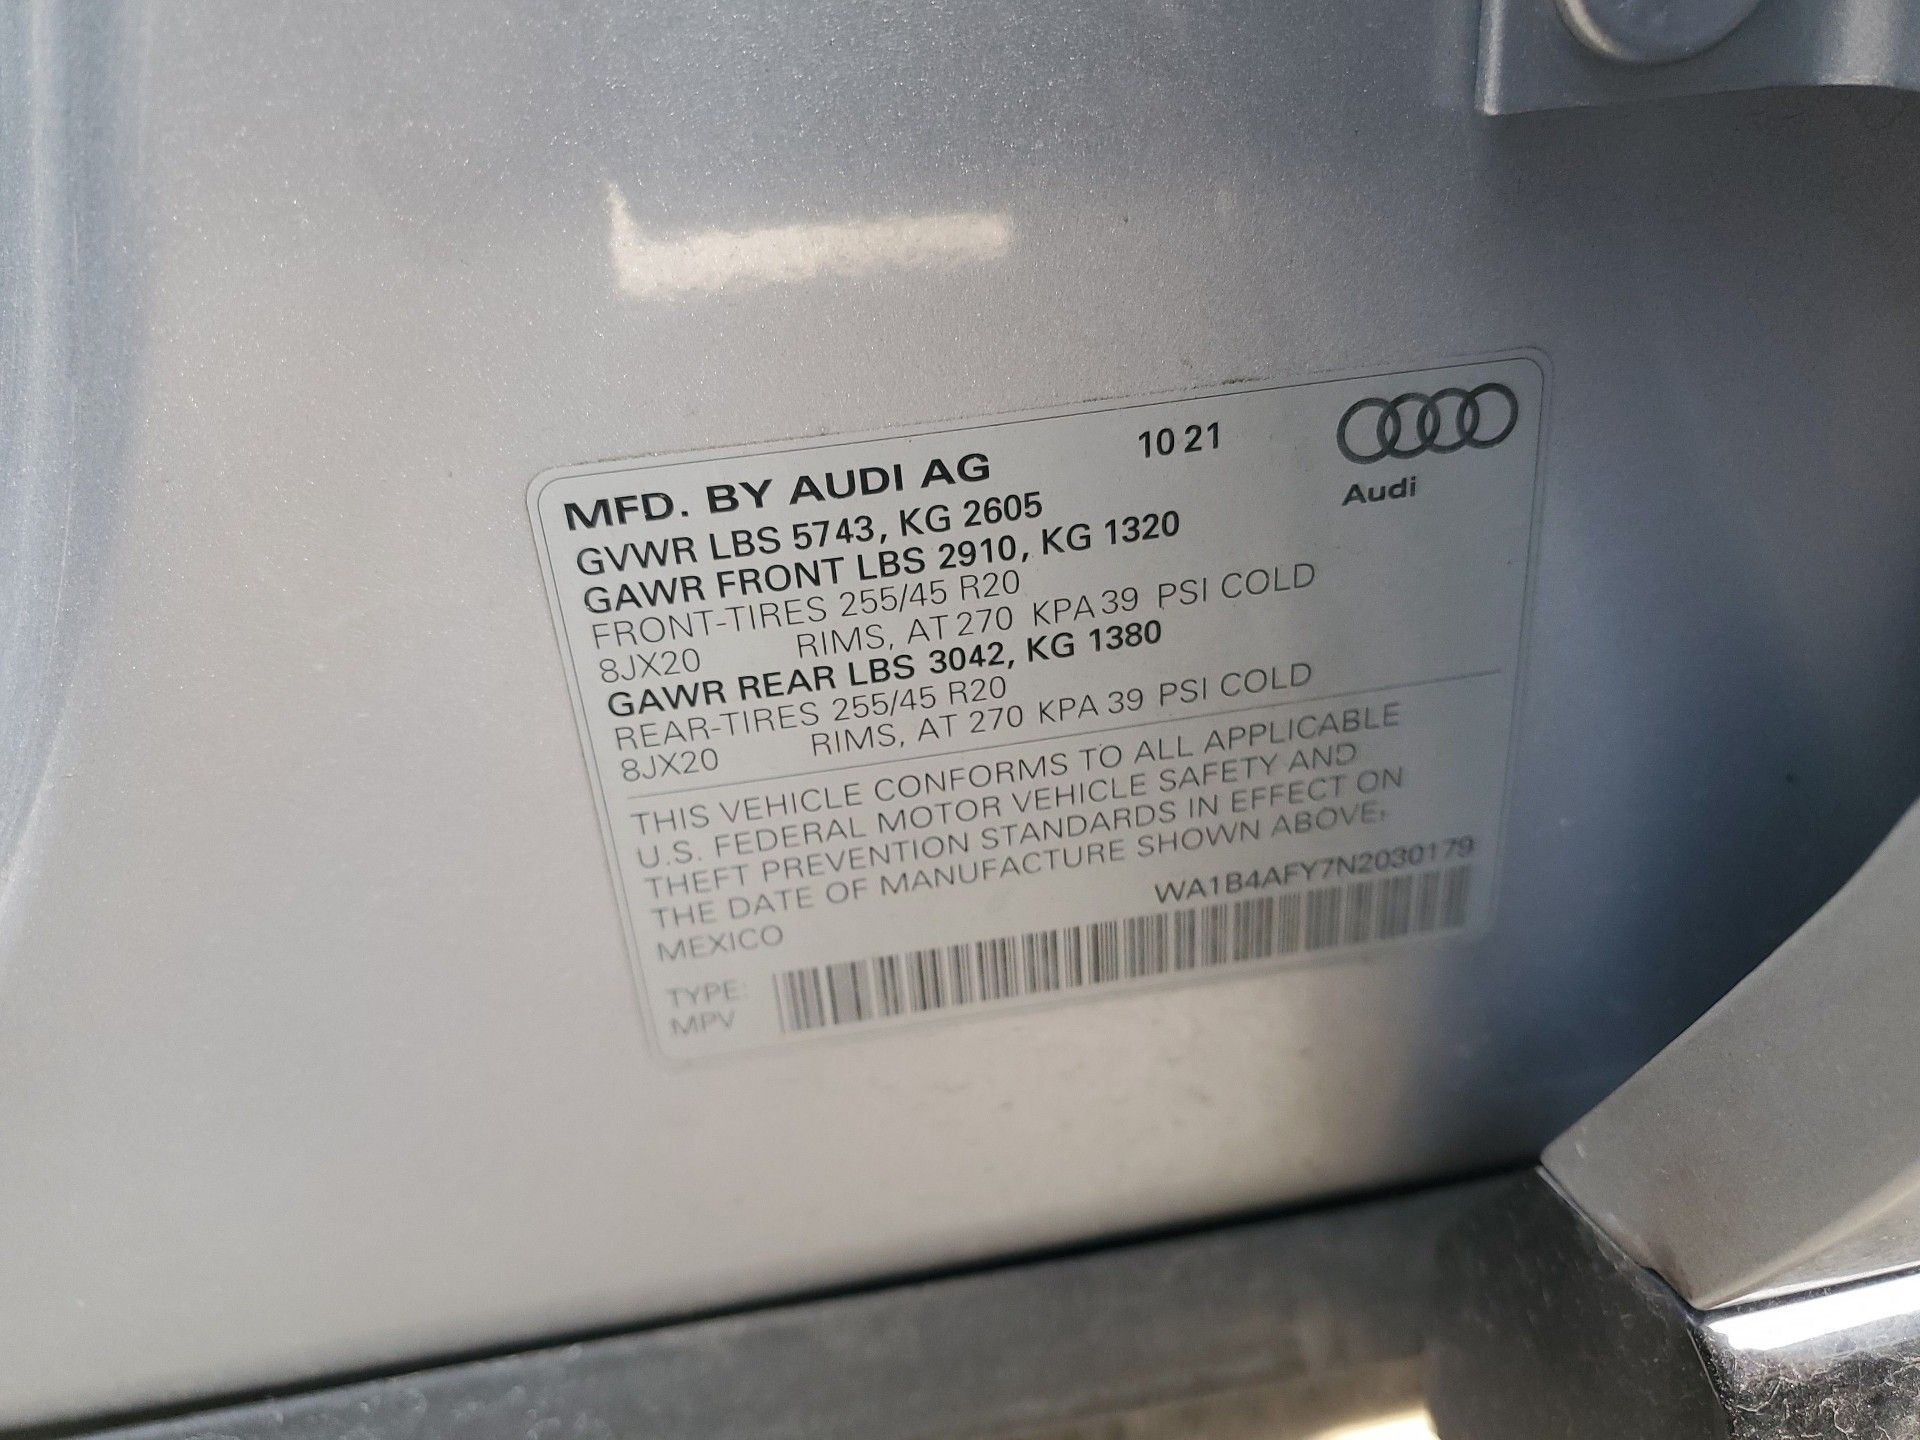 MFD. BY AUDI AG 10 21
Audi
GVWR LBS 5743, KG 2605
GAWR FRONT LBS 2910, KG 1320
FRONT-TIRES 255/45 R20
8JX20 RIMS, AT 270 KPA 39 PSI COLD
GAWR REAR LBS 3042, KG 1380
REAR-TIRES 255/45 R20
8JX20 RIMS, AT 270 KPA 39 PSI COLD
THIS VEHICLE CONFORMS TO ALL APPLICABLE
U.S. FEDERAL MOTOR VEHICLE SAFETY AND
THEFT PREVENTION STANDARDS IN EFFECT ON
THE DATE OF MANUFACTURE SHOWN ABOVE.
MEXICO WA1B4AFY7N2030179
TYPE:
MPV